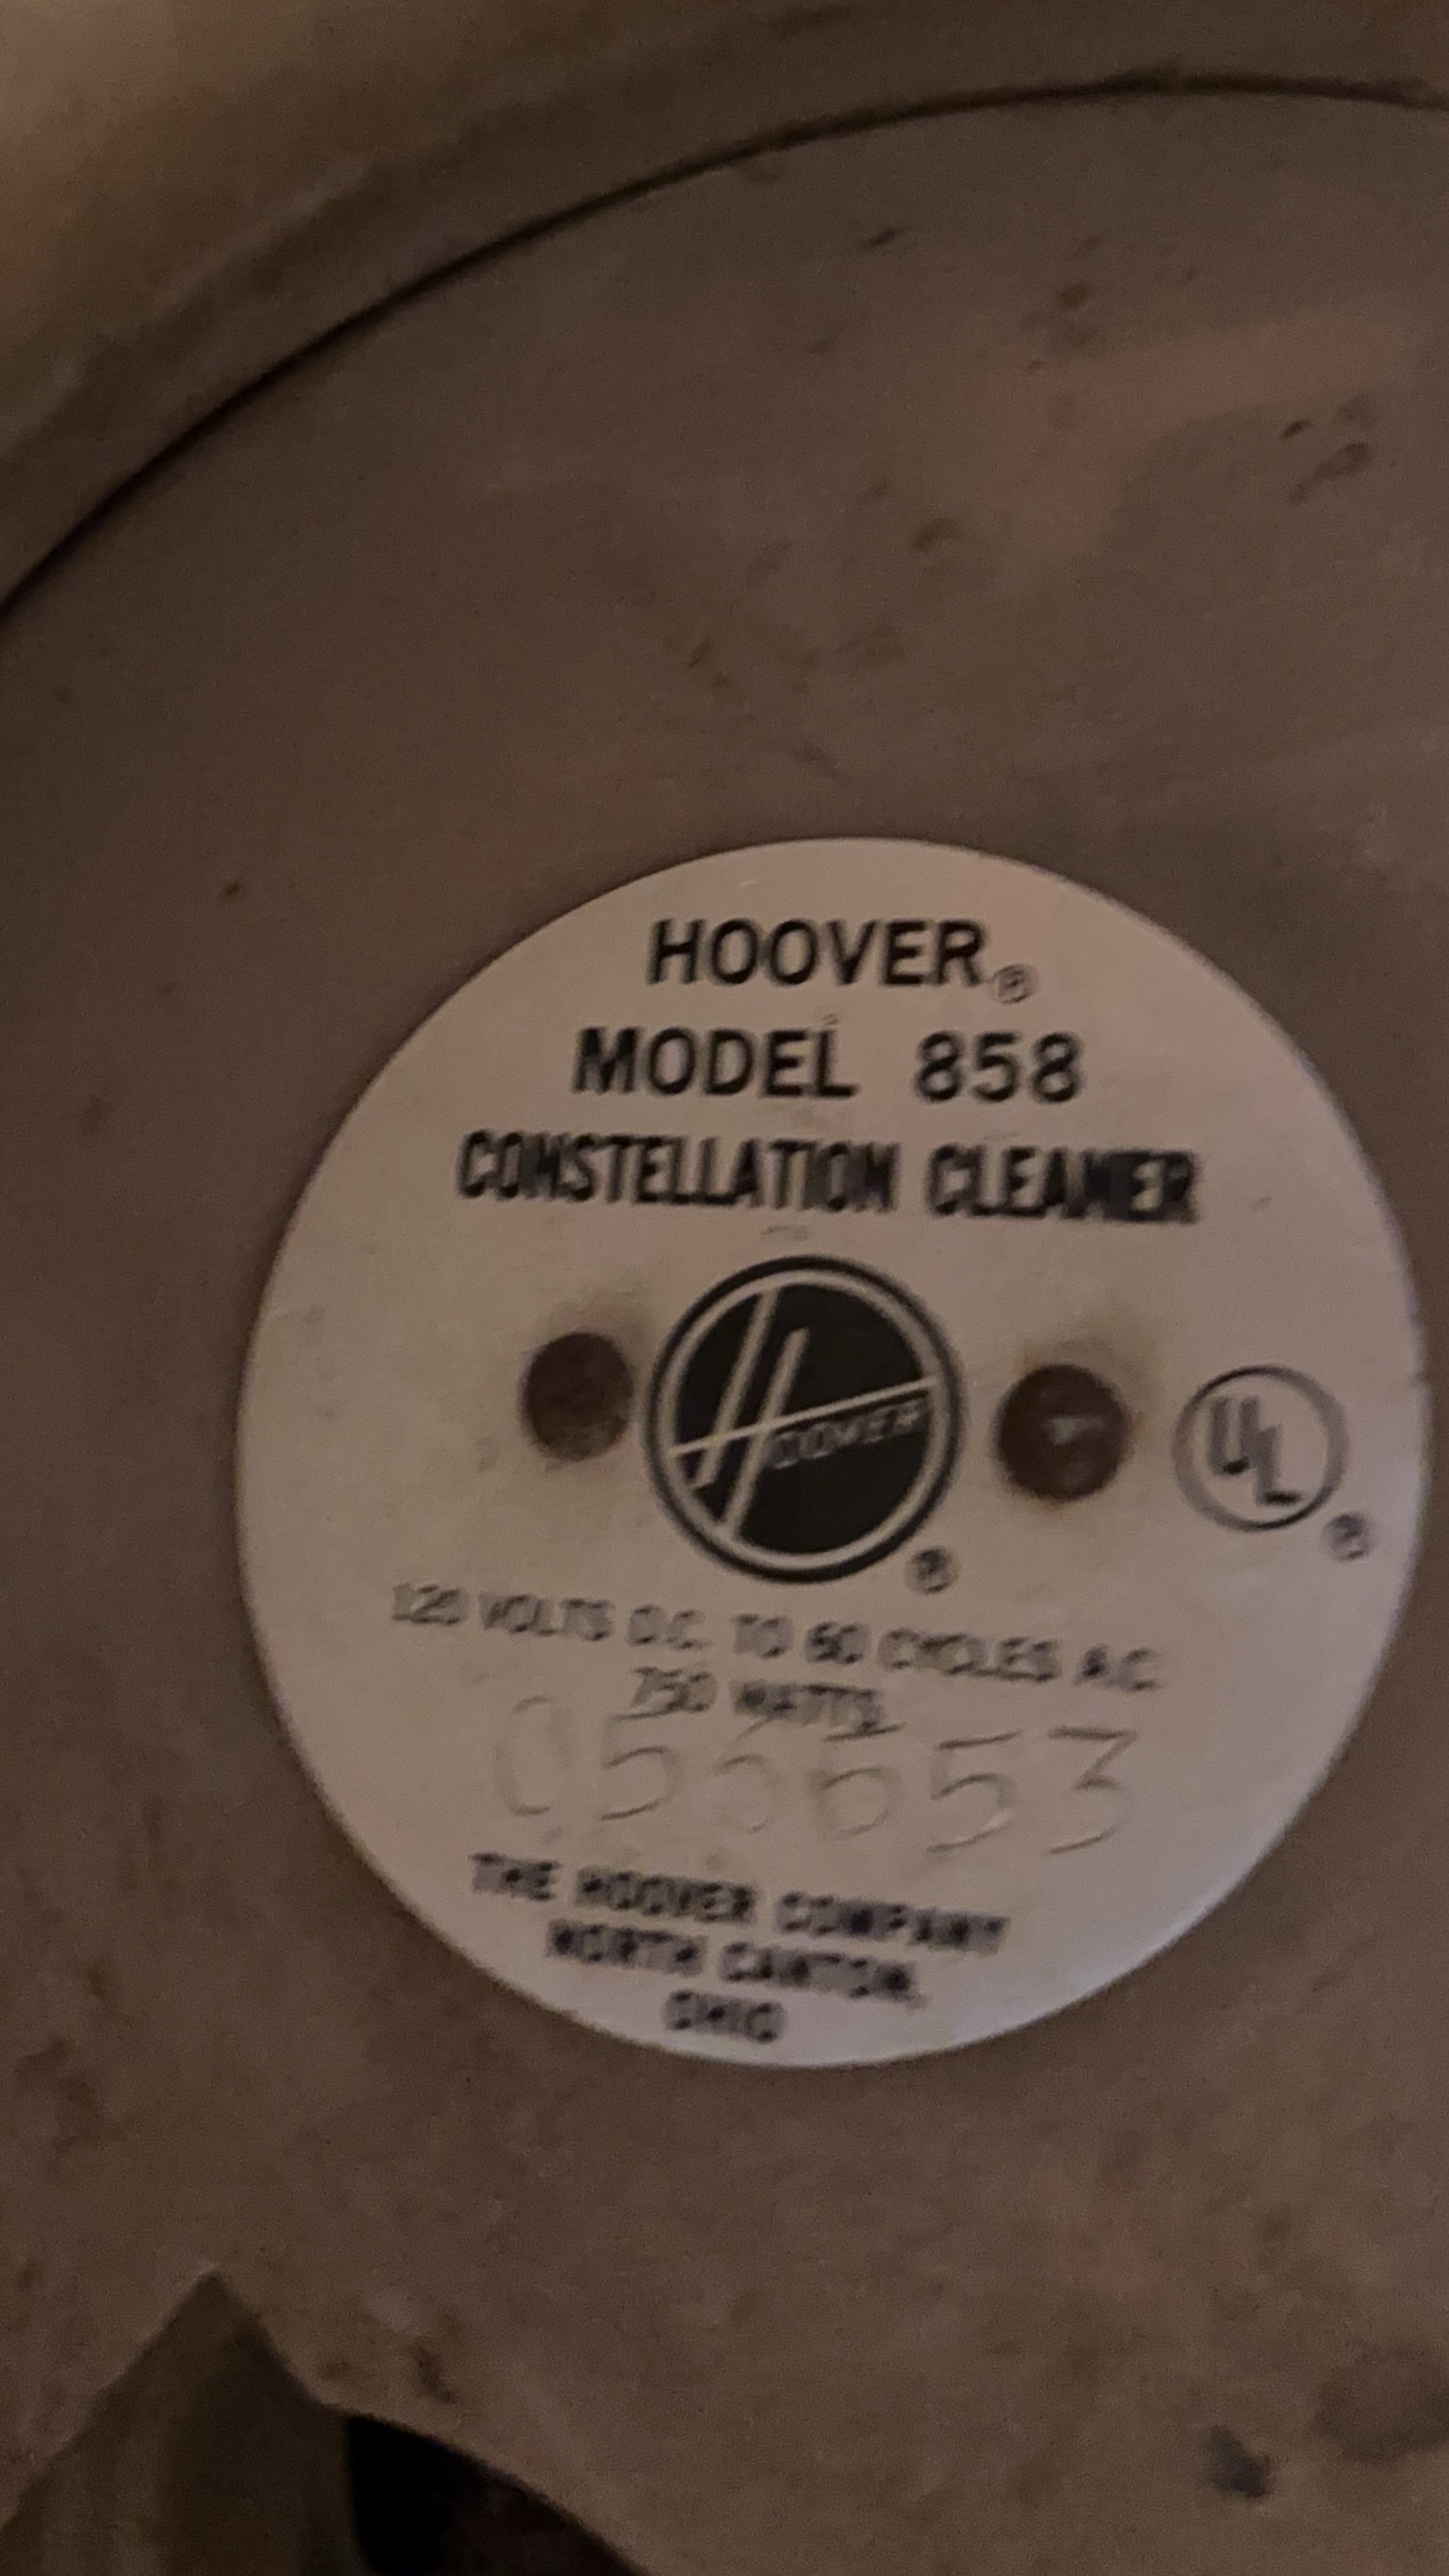 HOOVER®
MODEL 858
CONSTELLATION CLEANER
HOOVER
UL
®
®
120 VOLTS D.C. TO 60 CYCLES A.C.
750 WATTS
THE HOOVER COMPANY
NORTH CANTON,
OHIO